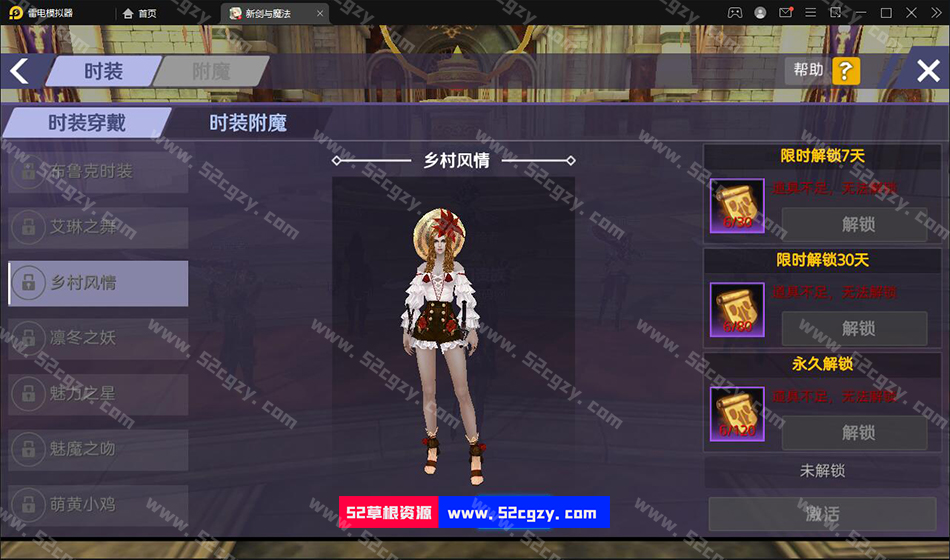 雷电模拟器
首页
新剑与魔法
时装
附魔
帮助
?
时装穿戴
时装附魔
布鲁克时装
艾琳之舞
乡村风情
凛冬之妖
魅力之星
魅魔之吻
萌黄小鸡
乡村风情
限时解锁7天
道具不足，无法解锁
6/30
解锁
限时解锁30天
道具不足，无法解锁
6/80
解锁
永久解锁
道具不足，无法解锁
6/120
解锁
未解锁
激活
52草根资源 www.52cgzy.com
www.52cgzy.com